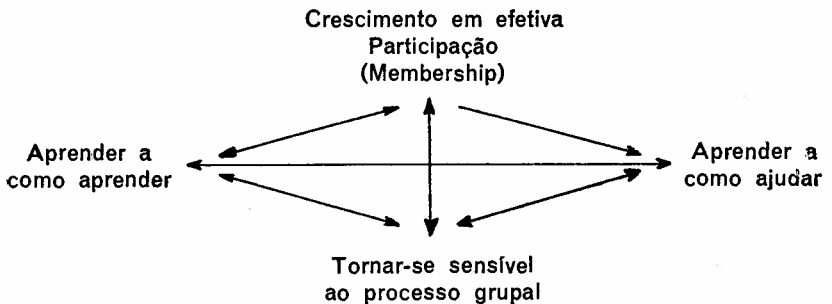 Crescimento em efetiva
Participação
(Membership)
Aprender a
como aprender
Aprender a
como ajudar
Tornar-se sensível
ao processo grupal